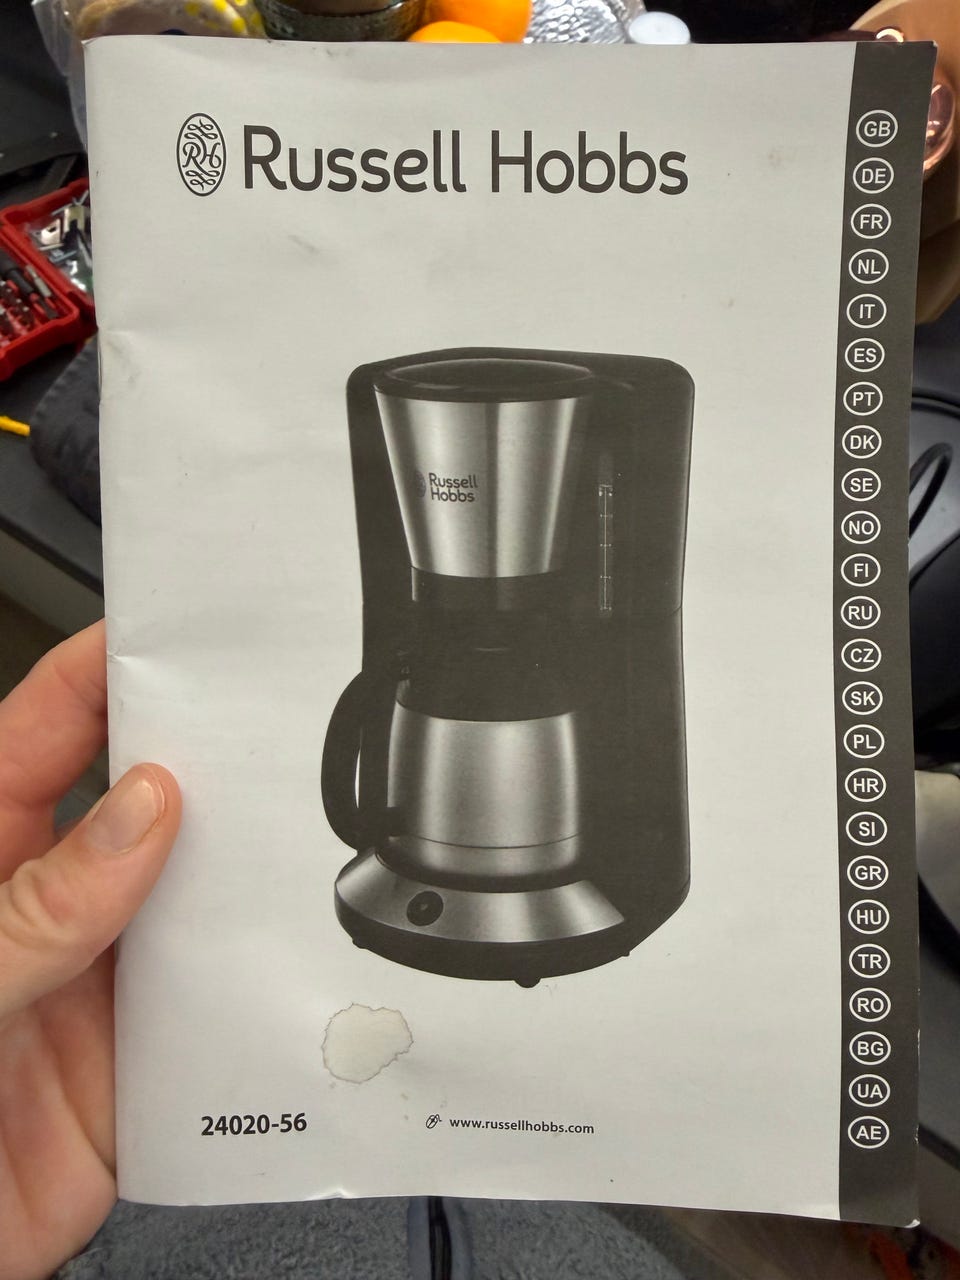 RH
Russell Hobbs
Russell
Hobbs
24020-56
www.russellhobbs.com
GB
DE
FR
NL
IT
ES
PT
DK
SE
NO
FI
RU
CZ
SK
PL
HR
SI
GR
HU
TR
RO
BG
UA
AE